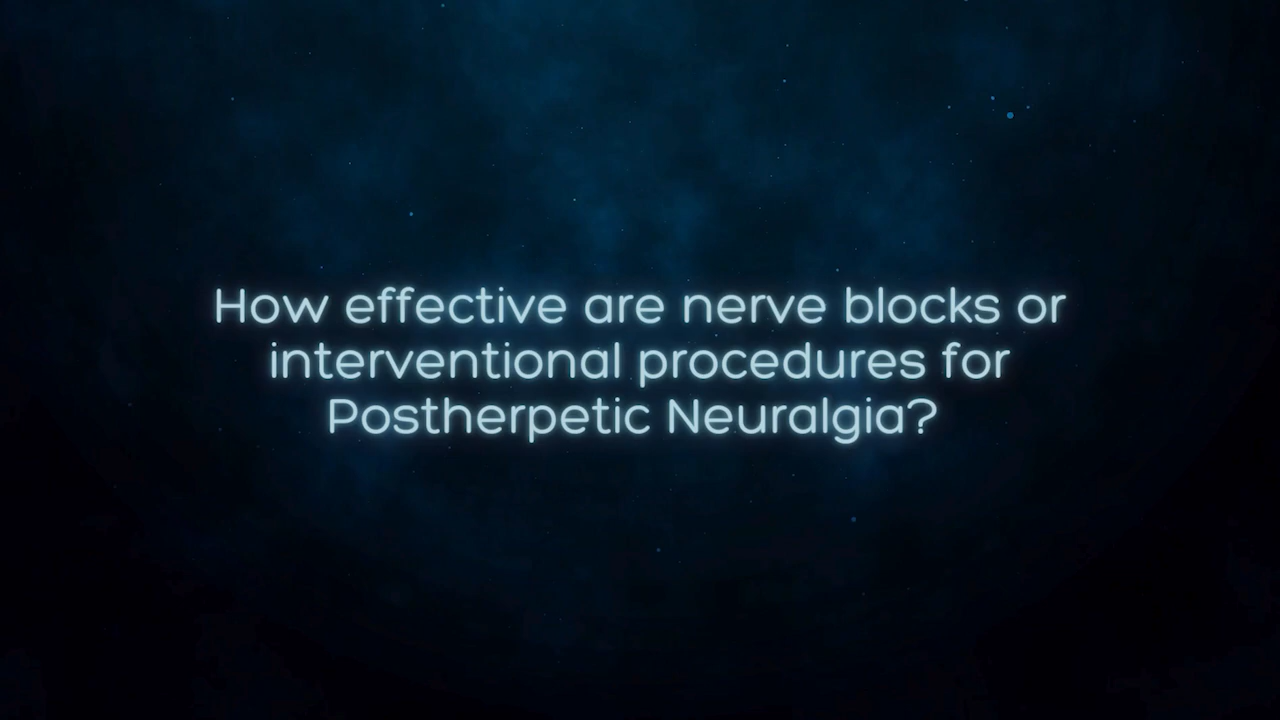 How effective are nerve blocks or
interventional procedures for
Postherpetic Neuralgia?